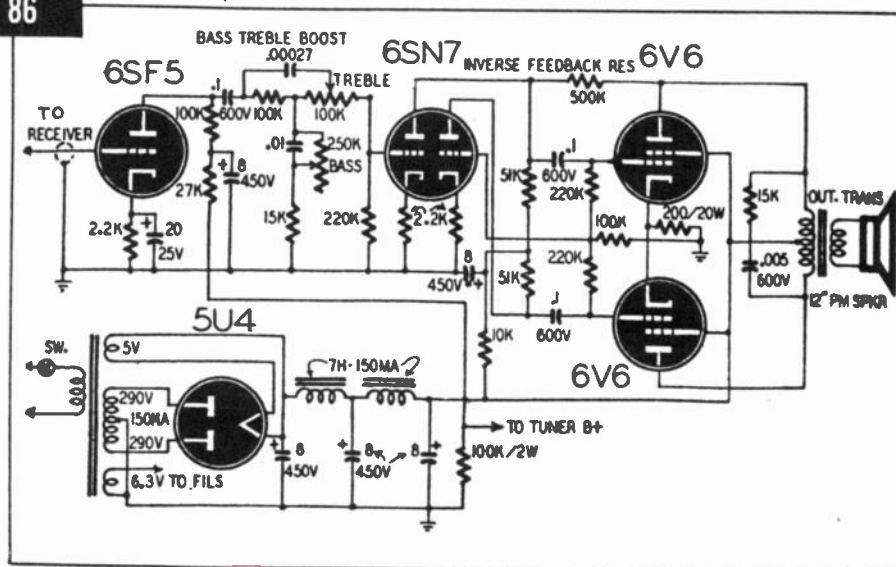 86
BASS TREBLE BOOST
.00027
6SF5
6SN7
INVERSE FEEDBACK RES
6V6
TREBLE
500K
TO
RECEIVER
.1
600V
100K
100K
100K
.01
250K
BASS
8
450V
27K
51K
.1
600V
220K
2.2K
20
25V
15K
220K
2.2K
100K
200/20W
15K
OUT. TRANS
.005
600V
12" PM SPKR
8
450V
51K
220K
.1
600V
10K
6V6
5U4
SW.
5V
7H-150MA
290V
150MA
290V
6.3V TO FILS
8
450V
8
450V
8
TO TUNER B+
100K/2W